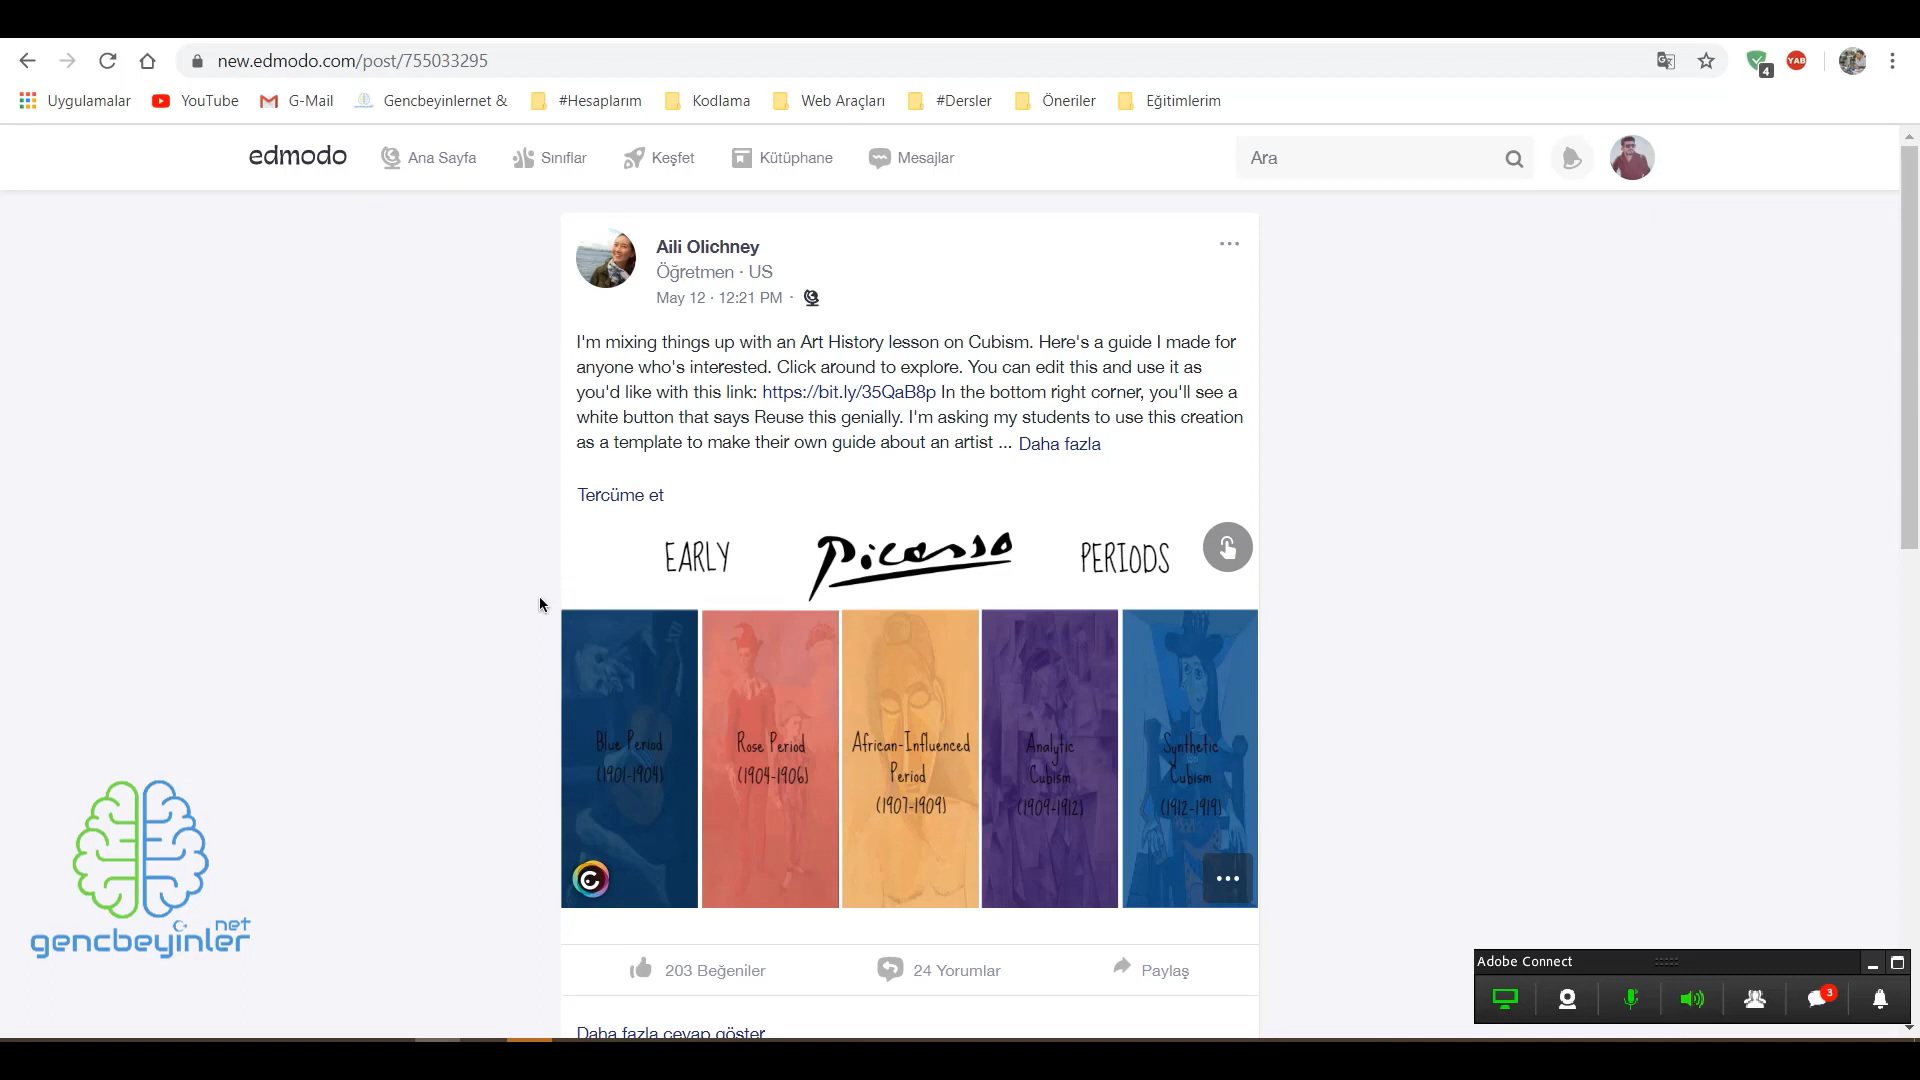 new.edmodo.com/post/755033295
4
YAB
Uygulamalar YouTube G-Mail Gencbeyinlernet & #Hesaplarım Kodlama Web Araçları #Dersler Öneriler Eğitimlerim
edmodo Ana Sayfa Sınıflar Keşfet Kütüphane Mesajlar Ara
Aili Olichney
Öğretmen · US
May 12 · 12:21 PM ·
I'm mixing things up with an Art History lesson on Cubism. Here's a guide I made for
anyone who's interested. Click around to explore. You can edit this and use it as
you'd like with this link: https://bit.ly/35QaB8p In the bottom right corner, you'll see a
white button that says Reuse this genially. I'm asking my students to use this creation
as a template to make their own guide about an artist ... Daha fazla
Tercüme et
EARLY Picasso PERIODS
Blue Period
(1901-1904)
Rose Period
(1904-1906)
African-Influenced
Period
(1907-1909)
Analytic
Cubism
(1909-1912)
Synthetic
Cubism
(1912-1919)
203 Beğeniler 24 Yorumlar Paylaş
Daha fazla cevap göster
net
gencbeyinler
Adobe Connect
3